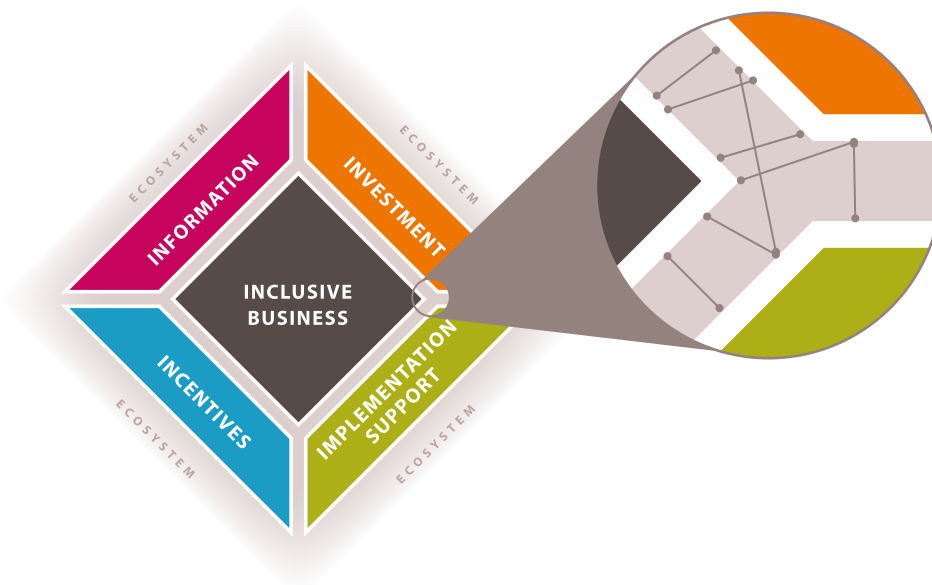 ECOSYSTEM
ECOSYSTEM
INFORMATION
INVESTMENT
INCLUSIVE
BUSINESS
INCENTIVES
IMPLEMENTATION
SUPPORT
ECOSYSTEM
ECOSYSTEM